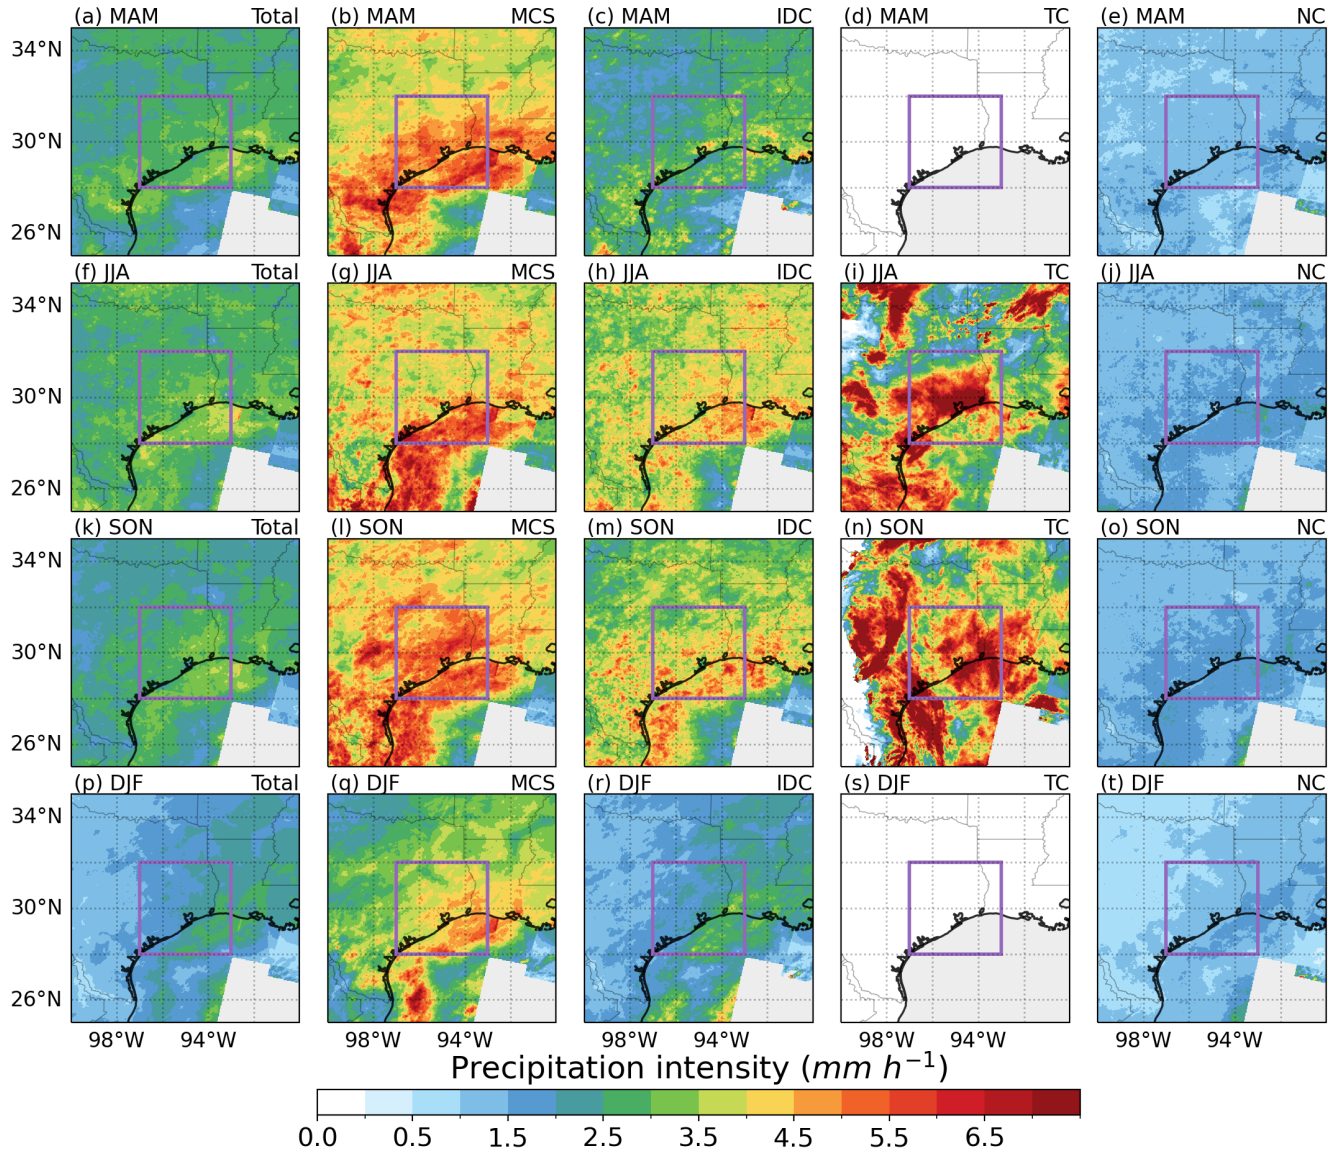 (a) MAM Total (b) MAM MCS (c) MAM IDC (d) MAM TC (e) MAM NC
34°N
30°N
26°N
(f) JJA Total (g) JJA MCS (h) JJA IDC (i) JJA TC (j) JJA NC
34°N
30°N
26°N
(k) SON Total (l) SON MCS (m) SON IDC (n) SON TC (o) SON NC
34°N
30°N
26°N
(p) DJF Total (q) DJF MCS (r) DJF IDC (s) DJF TC (t) DJF NC
34°N
30°N
26°N
98°W 94°W 98°W 94°W 98°W 94°W 98°W 94°W 98°W 94°W
Precipitation intensity (mm h⁻¹)
0.0 0.5 1.5 2.5 3.5 4.5 5.5 6.5